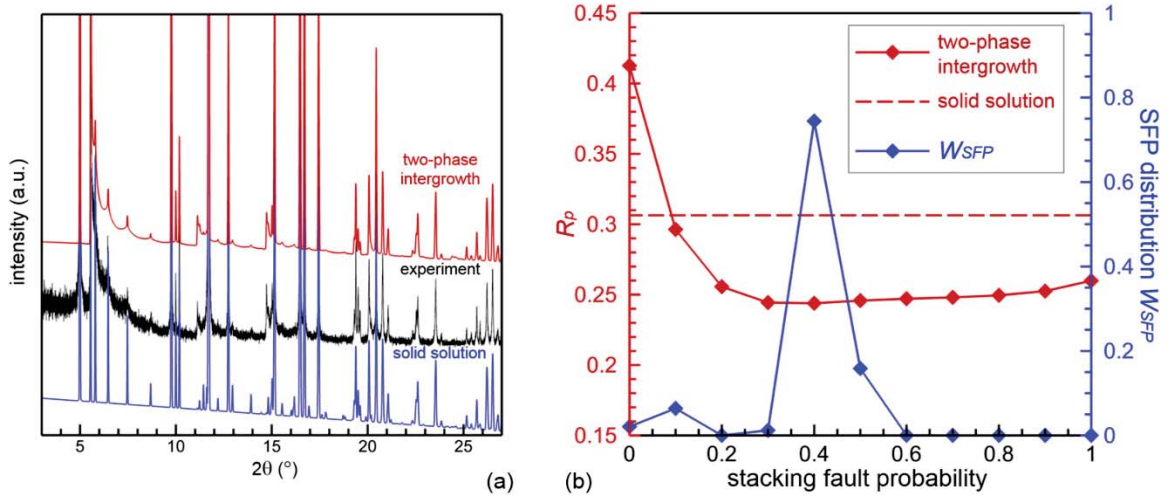 intensity (a.u.)
two-phase
intergrowth
experiment
solid solution
5
10
15
20
25
2θ (°)
(a)
0.45
0.4
0.35
0.3
0.25
0.2
0.15
Rp
two-phase
intergrowth
solid solution
WSFP
1
0.8
0.6
0.4
0.2
0
SFP distribution WSFP
0
0.2
0.4
0.6
0.8
1
stacking fault probability
(b)